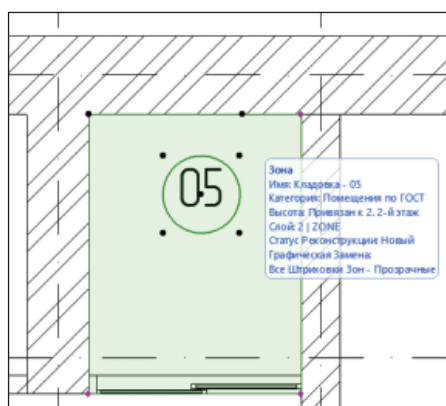 05
Зона
Имя: Кладовка - 05
Категория: Помещения по ГОСТ
Высота: Привязан к 2. 2-й этаж
Слой: 2 | ZONE
Статус Реконструкции: Новый
Графическая Замена:
Все Штриховки Зон - Прозрачные